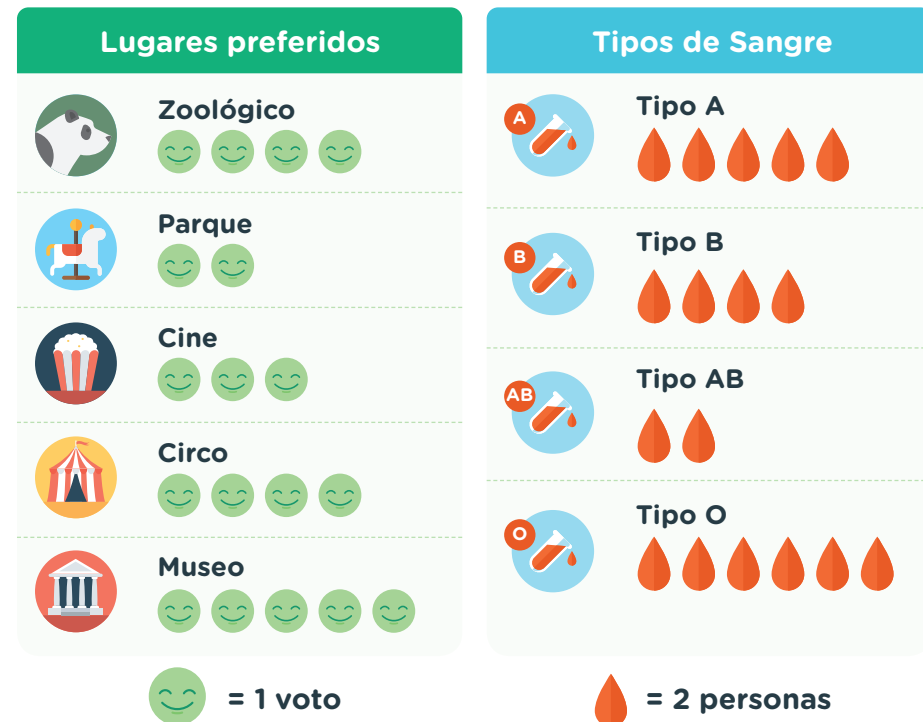 Lugares preferidos
Zoológico
Parque
Cine
Circo
Museo
= 1 voto
Tipos de Sangre
A
Tipo A
B
Tipo B
AB
Tipo AB
O
Tipo O
= 2 personas